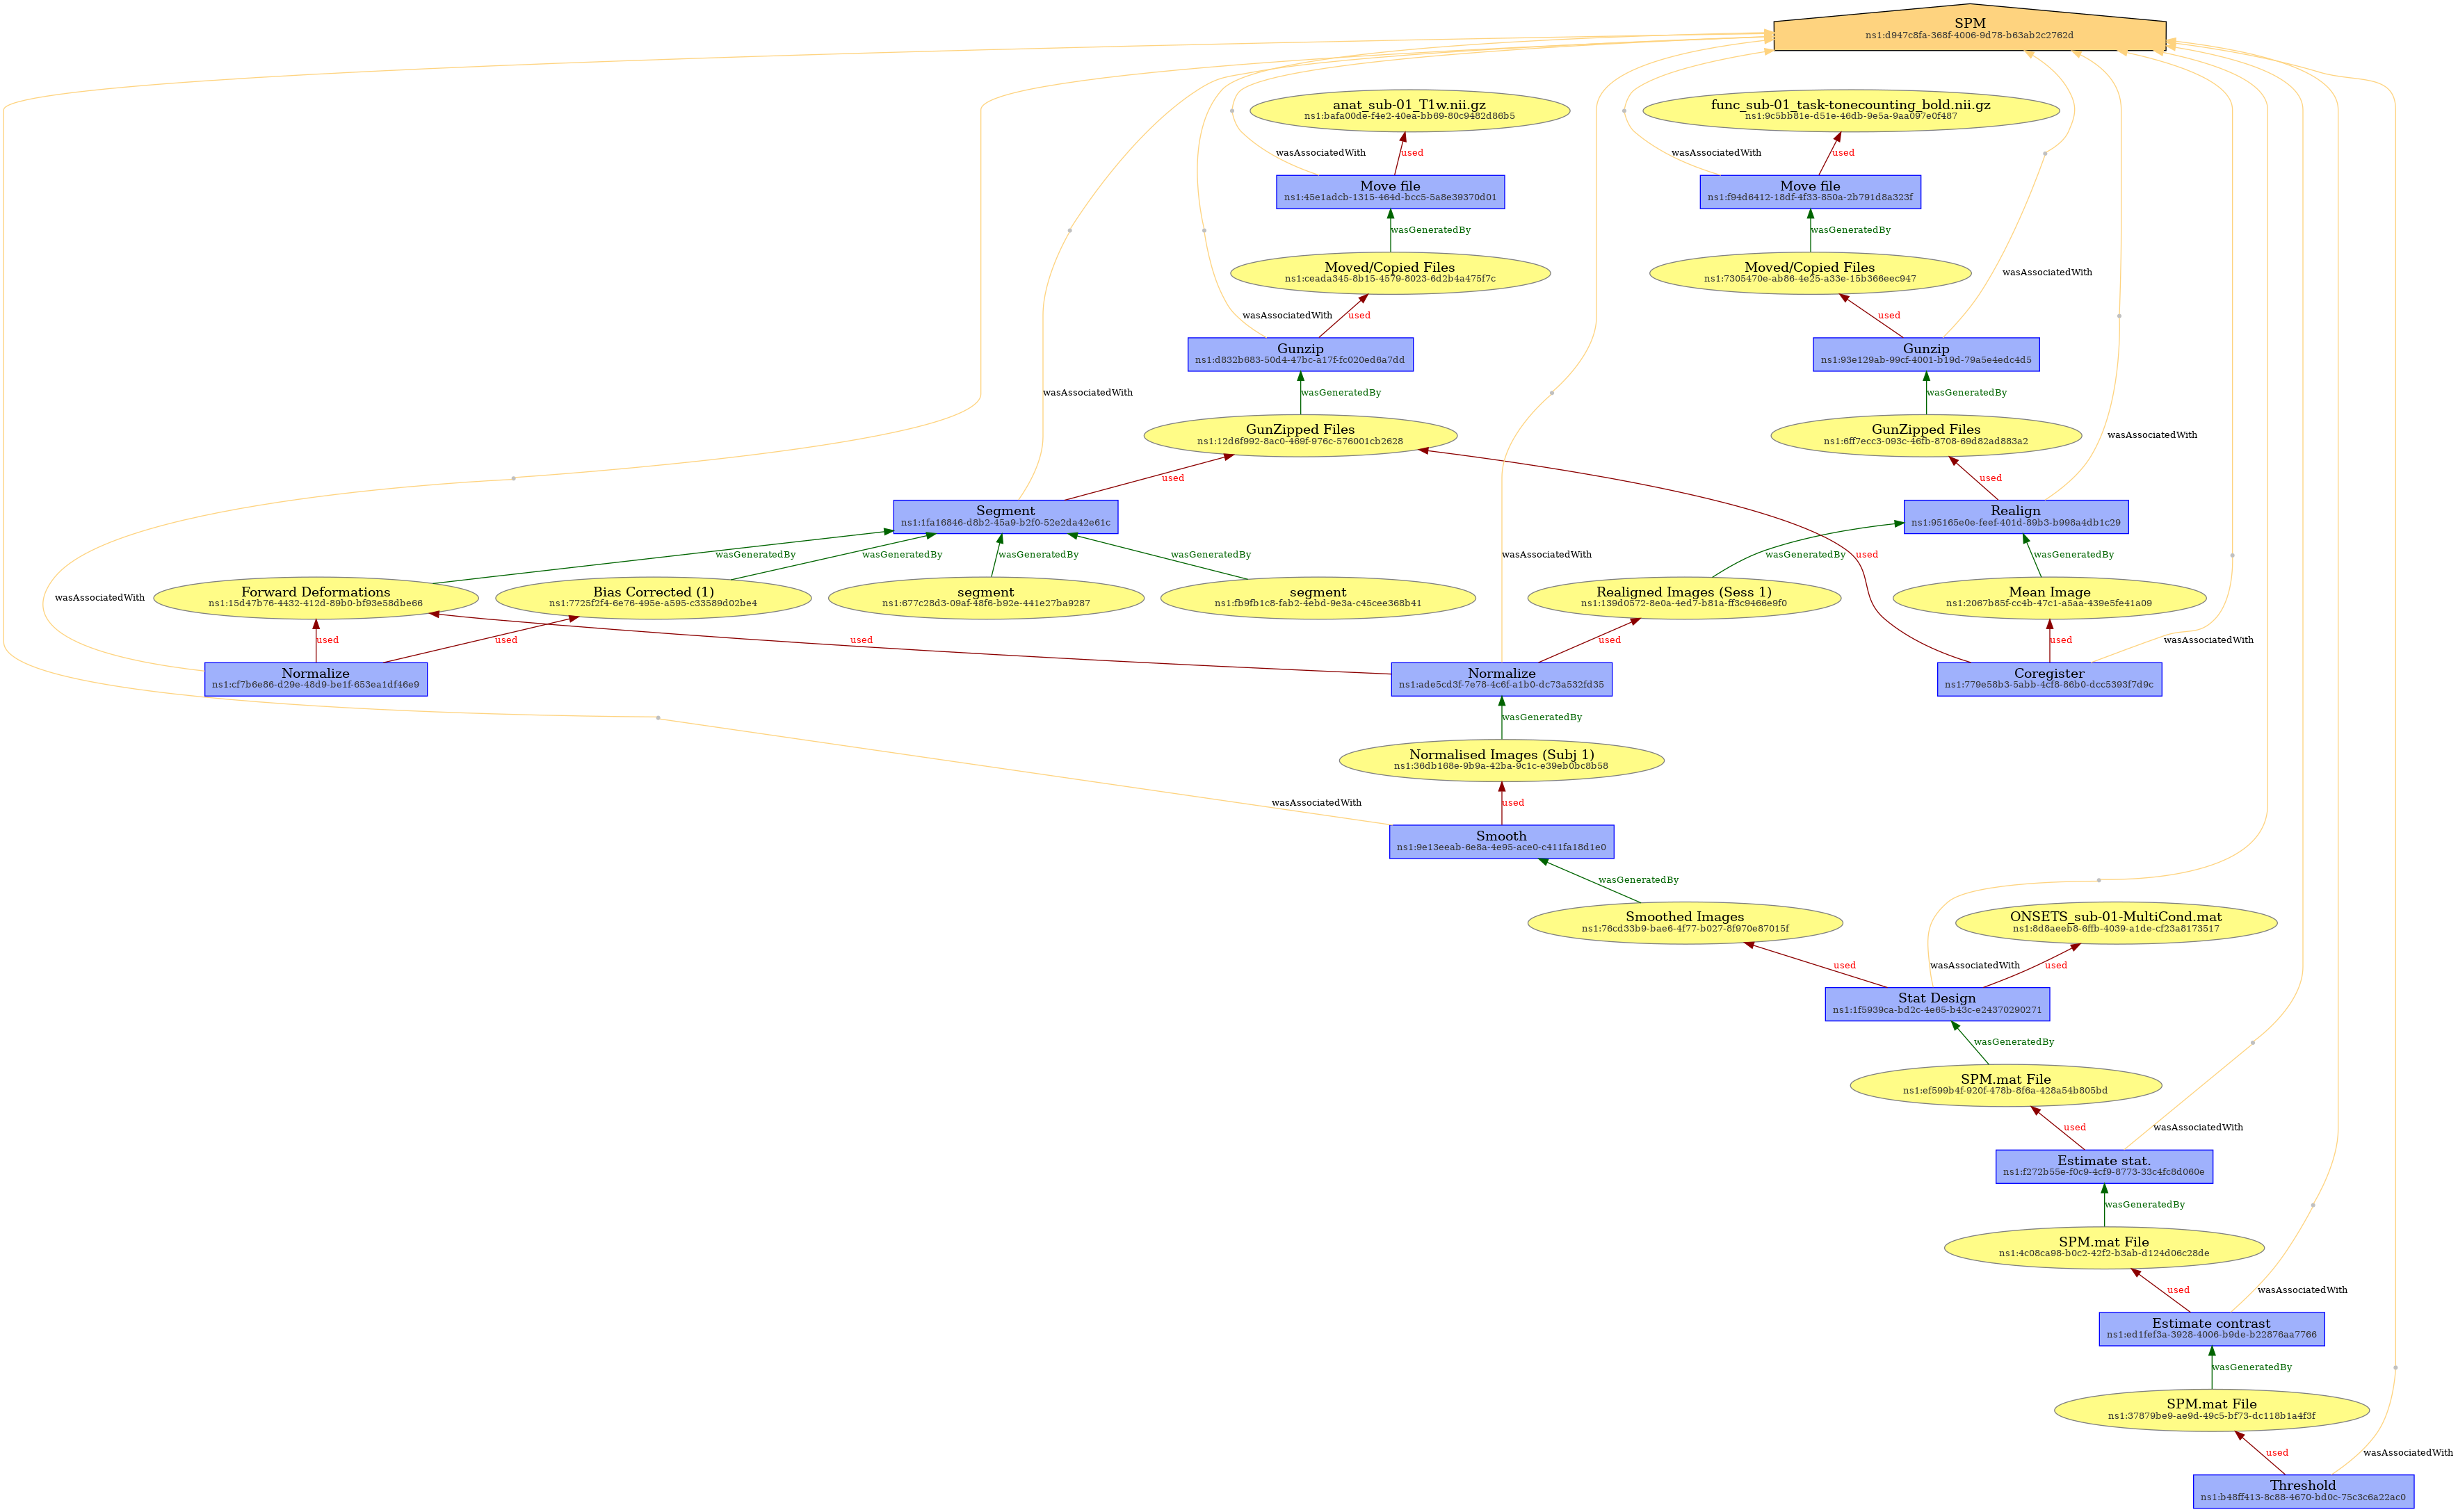 SPM
ns1:d947c8fa-368f-4006-9d78-b63ab2c2762d
anat_sub-01_T1w.nii.gz
ns1:bafa00de-f4e2-40ea-bb69-80c9482d86b5
func_sub-01_task-tonecounting_bold.nii.gz
ns1:9c5bb81e-d51e-46db-9e5a-9aa097e0f487
wasAssociatedWith
used
wasAssociatedWith
used
Move file
ns1:45e1adcb-1315-464d-bcc5-5a8e39370d01
Move file
ns1:f94d6412-18df-4f33-850a-2b791d8a323f
wasGeneratedBy
wasGeneratedBy
Moved/Copied Files
ns1:ceada345-8b15-4579-8023-6d2b4a475f7c
Moved/Copied Files
ns1:7305470e-ab86-4e25-a33e-15b366eec947
wasAssociatedWith
wasAssociatedWith
used
used
Gunzip
ns1:d832b683-50d4-47bc-a17f-fc020ed6a7dd
Gunzip
ns1:93e129ab-99cf-4001-b19d-79a5e4edc4d5
wasAssociatedWith
wasGeneratedBy
wasGeneratedBy
GunZipped Files
ns1:12d6f992-8ac0-469f-976c-576001cb2628
GunZipped Files
ns1:6ff7ecc3-093c-46fb-8708-69d82ad883a2
wasAssociatedWith
used
used
Segment
ns1:1fa16846-d8b2-45a9-b2f0-52e2da42e61c
Realign
ns1:95165e0e-feef-401d-89b3-b998a4db1c29
wasGeneratedBy
wasGeneratedBy
wasGeneratedBy
wasGeneratedBy
wasAssociatedWith
wasGeneratedBy
used
wasGeneratedBy
wasAssociatedWith
Forward Deformations
ns1:15d47b76-4432-412d-89b0-bf93e58dbe66
Bias Corrected (1)
ns1:7725f2f4-6e76-495e-a595-c33589d02be4
segment
ns1:677c28d3-09af-48f6-b92e-441e27ba9287
segment
ns1:fb9fb1c8-fab2-4ebd-9e3a-c45cee368b41
Realigned Images (Sess 1)
ns1:139d0572-8e0a-4ed7-b81a-ff3c9466e9f0
Mean Image
ns1:2067b85f-cc4b-47c1-a5aa-439e5fe41a09
used
used
used
used
used
wasAssociatedWith
Normalize
ns1:cf7b6e86-d29e-48d9-be1f-653ea1df46e9
Normalize
ns1:ade5cd3f-7e78-4c6f-a1b0-dc73a532fd35
Coregister
ns1:779e58b3-5abb-4cf8-86b0-dcc5393f7d9c
wasGeneratedBy
Normalised Images (Subj 1)
ns1:36db168e-9b9a-42ba-9c1c-e39eb0bc8b58
wasAssociatedWith
used
Smooth
ns1:9e13eeab-6e8a-4e95-ace0-c411fa18d1e0
wasGeneratedBy
Smoothed Images
ns1:76cd33b9-bae6-4f77-b027-8f970e87015f
ONSETS_sub-01-MultiCond.mat
ns1:8d8aeeb8-6ffb-4039-a1de-cf23a8173517
used
wasAssociatedWith
used
Stat Design
ns1:1f5939ca-bd2c-4e65-b43c-e24370290271
wasGeneratedBy
SPM.mat File
ns1:ef599b4f-920f-478b-8f6a-428a54b805bd
used
wasAssociatedWith
Estimate stat.
ns1:f272b55e-f0c9-4cf9-8773-33c4fc8d060e
wasGeneratedBy
SPM.mat File
ns1:4c08ca98-b0c2-42f2-b3ab-d124d06c28de
used
wasAssociatedWith
Estimate contrast
ns1:ed1fef3a-3928-4006-b9de-b22876aa7766
wasGeneratedBy
SPM.mat File
ns1:37879be9-ae9d-49c5-bf73-dc118b1a4f3f
used
wasAssociatedWith
Threshold
ns1:b48ff413-8c88-4670-bd0c-75c3c6a22ac0